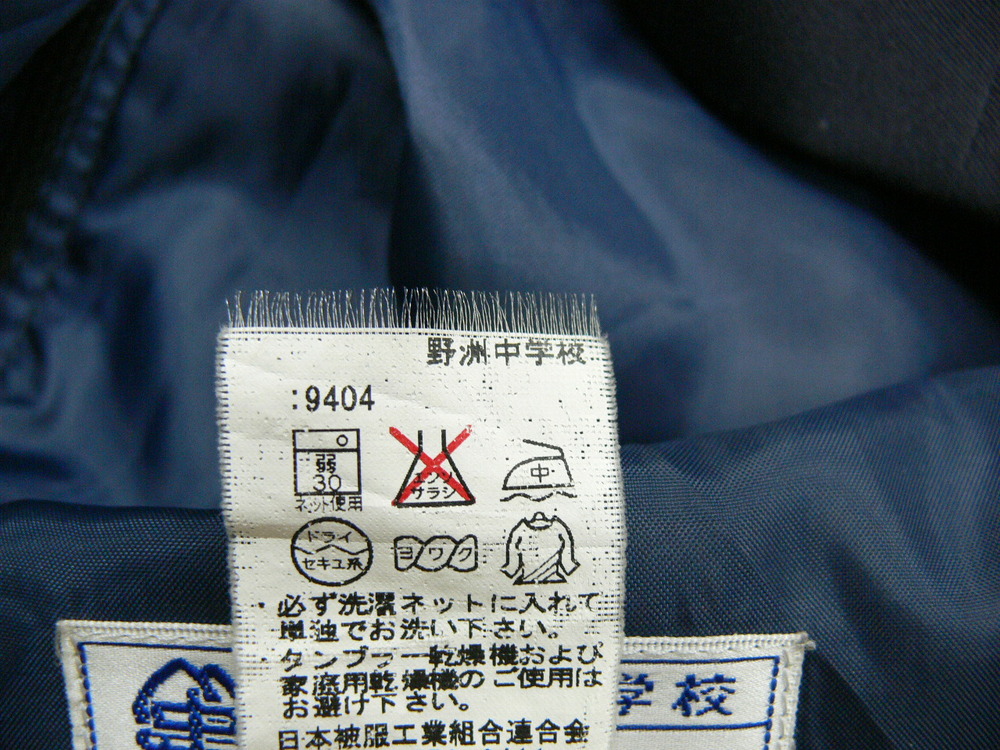 野洲中学校
:9404
弱
30
ネット使用
エンソ
サラシ
中
ドライ
セキユ系
ヨワク
・必ず洗濯ネットに入れて
単独でお洗い下さい。
・タンブラー乾燥機および
家庭用乾燥機のご使用は
お避け下さい。
日本被服工業組合連合会
学校